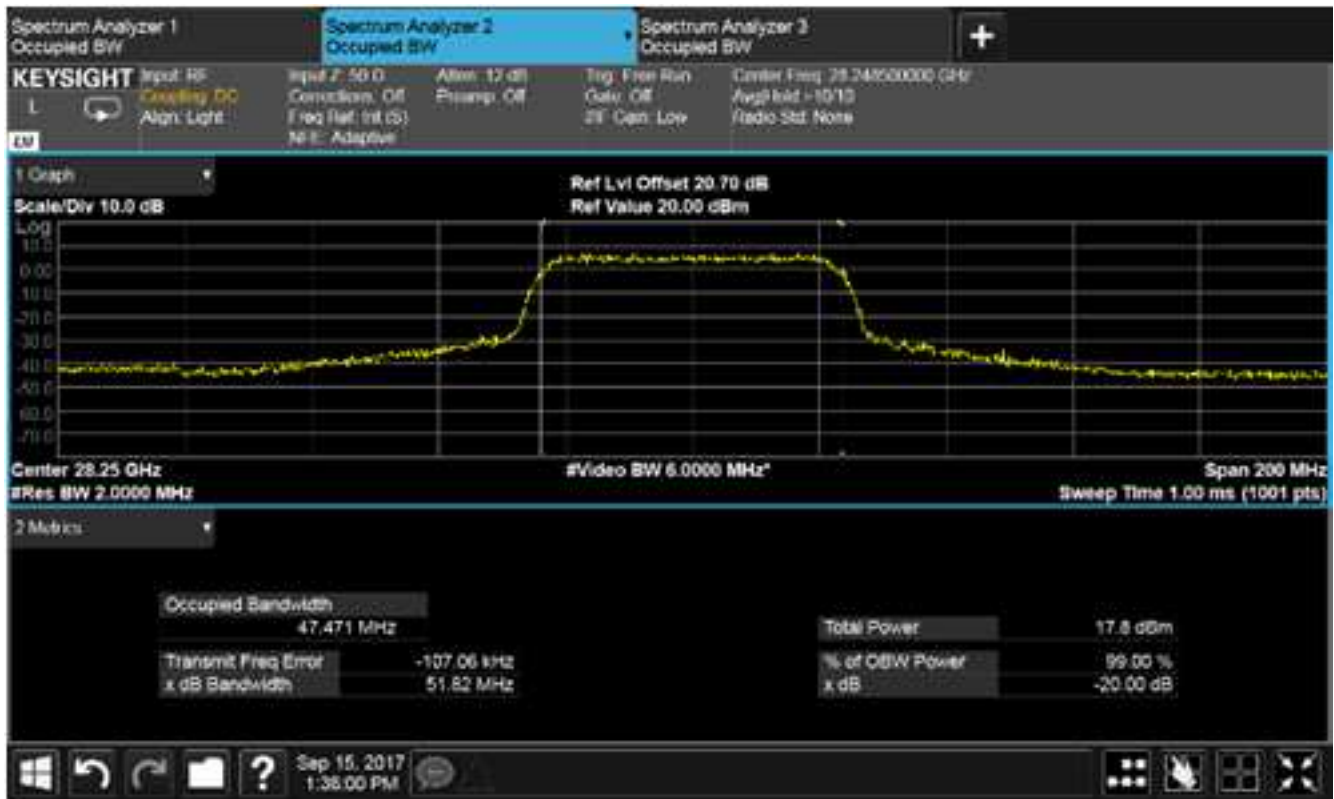 Spectrum Analyzer 1
Occupied BW
Spectrum Analyzer 2
Occupied BW
Spectrum Analyzer 3
Occupied BW
+
KEYSIGHT
L
Input: RF
Coupling: DC
Align: Light
Input Z: 50 Ω
Corrections: Off
Freq Ref: Int (S)
NFE: Adaptive
Atten: 12 dB
Preamp: Off
Trig: Free Run
Gate: Off
#IF Gain: Low
Center Freq: 28.248500000 GHz
Avg|Hold:>10/10
Radio Std: None
1 Graph
Scale/Div 10.0 dB
Ref Lvl Offset 20.70 dB
Ref Value 20.00 dBm
Log
10.0
0.00
-10.0
-20.0
-30.0
-40.0
-50.0
-60.0
-70.0
Center 28.25 GHz
#Video BW 6.0000 MHz*
Span 200 MHz
#Res BW 2.0000 MHz
Sweep Time 1.00 ms (1001 pts)
2 Metrics
Occupied Bandwidth
47.471 MHz
Total Power 17.8 dBm
Transmit Freq Error -107.06 kHz
% of OBW Power 99.00 %
x dB Bandwidth 51.82 MHz
x dB -20.00 dB
?
Sep 15, 2017
1:38:00 PM